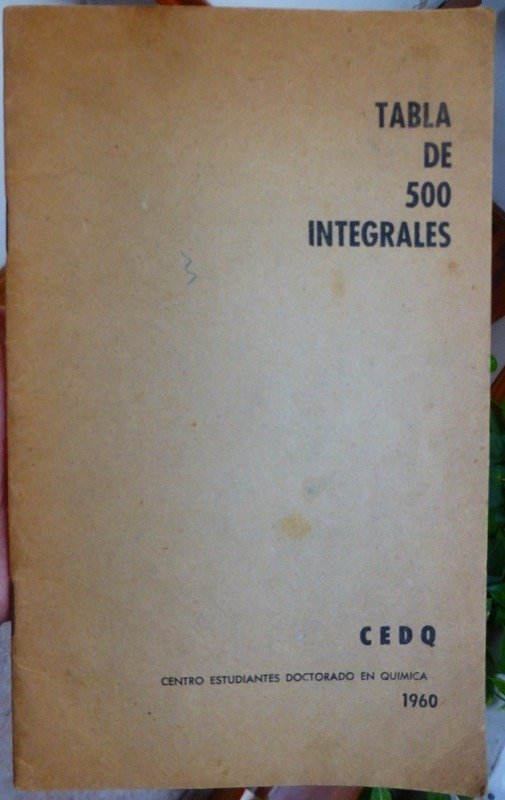 TABLA
DE
500
INTEGRALES
CEDQ
CENTRO ESTUDIANTES DOCTORADO EN QUIMICA.
1960